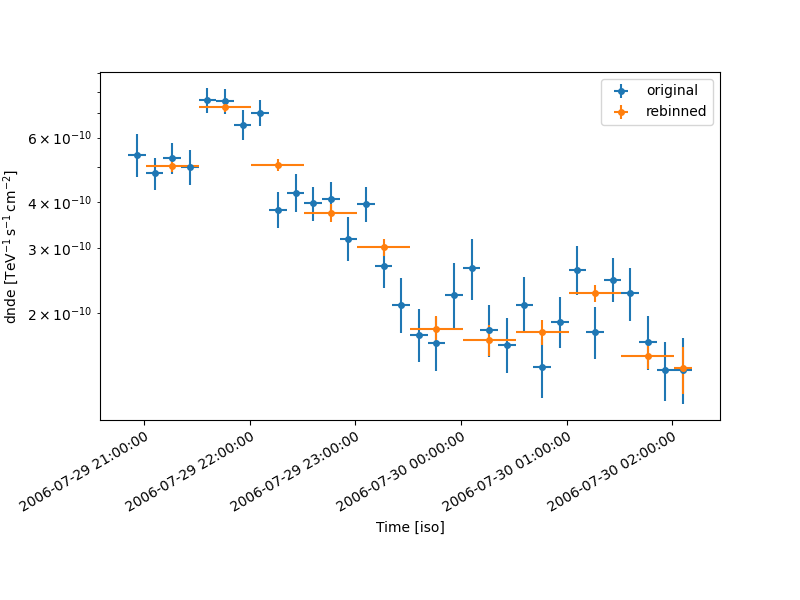 original
rebinned
dnde [TeV⁻¹ s⁻¹ cm⁻²]
6 × 10⁻¹⁰
4 × 10⁻¹⁰
3 × 10⁻¹⁰
2 × 10⁻¹⁰
2006-07-29 21:00:00
2006-07-29 22:00:00
2006-07-29 23:00:00
2006-07-30 00:00:00
2006-07-30 01:00:00
2006-07-30 02:00:00
Time [iso]